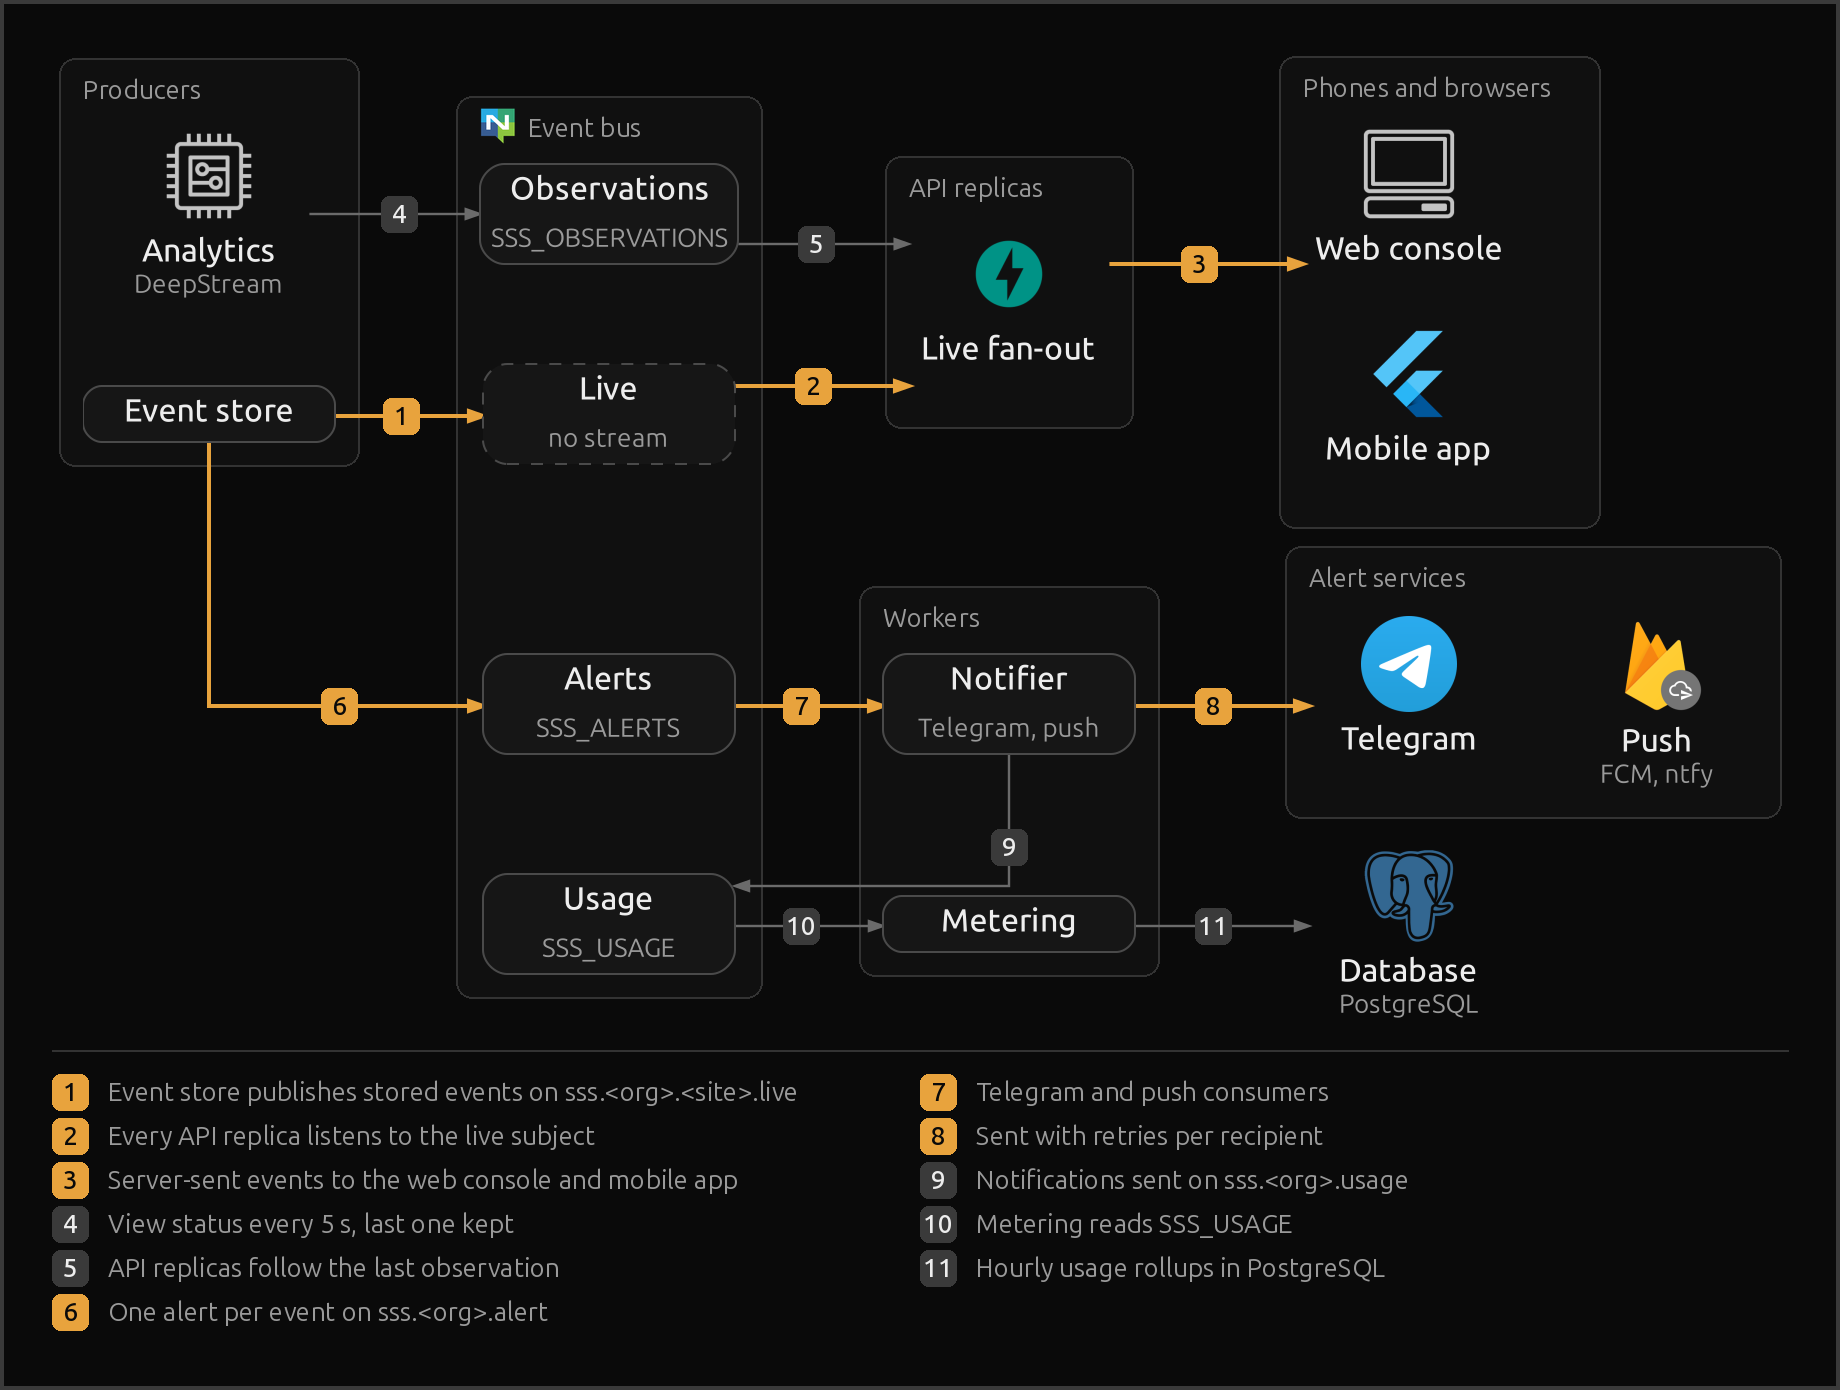 Producers
Analytics
DeepStream
Event store
Event bus
Observations
SSS_OBSERVATIONS
Live
no stream
Alerts
SSS_ALERTS
Usage
SSS_USAGE
API replicas
Live fan-out
Workers
Notifier
Telegram, push
Metering
Phones and browsers
Web console
Mobile app
Alert services
Telegram
Push
FCM, ntfy
Database
PostgreSQL
4
5
3
1
2
6
7
8
9
10
11
1 Event store publishes stored events on sss.<org>.<site>.live
2 Every API replica listens to the live subject
3 Server-sent events to the web console and mobile app
4 View status every 5 s, last one kept
5 API replicas follow the last observation
6 One alert per event on sss.<org>.alert
7 Telegram and push consumers
8 Sent with retries per recipient
9 Notifications sent on sss.<org>.usage
10 Metering reads SSS_USAGE
11 Hourly usage rollups in PostgreSQL